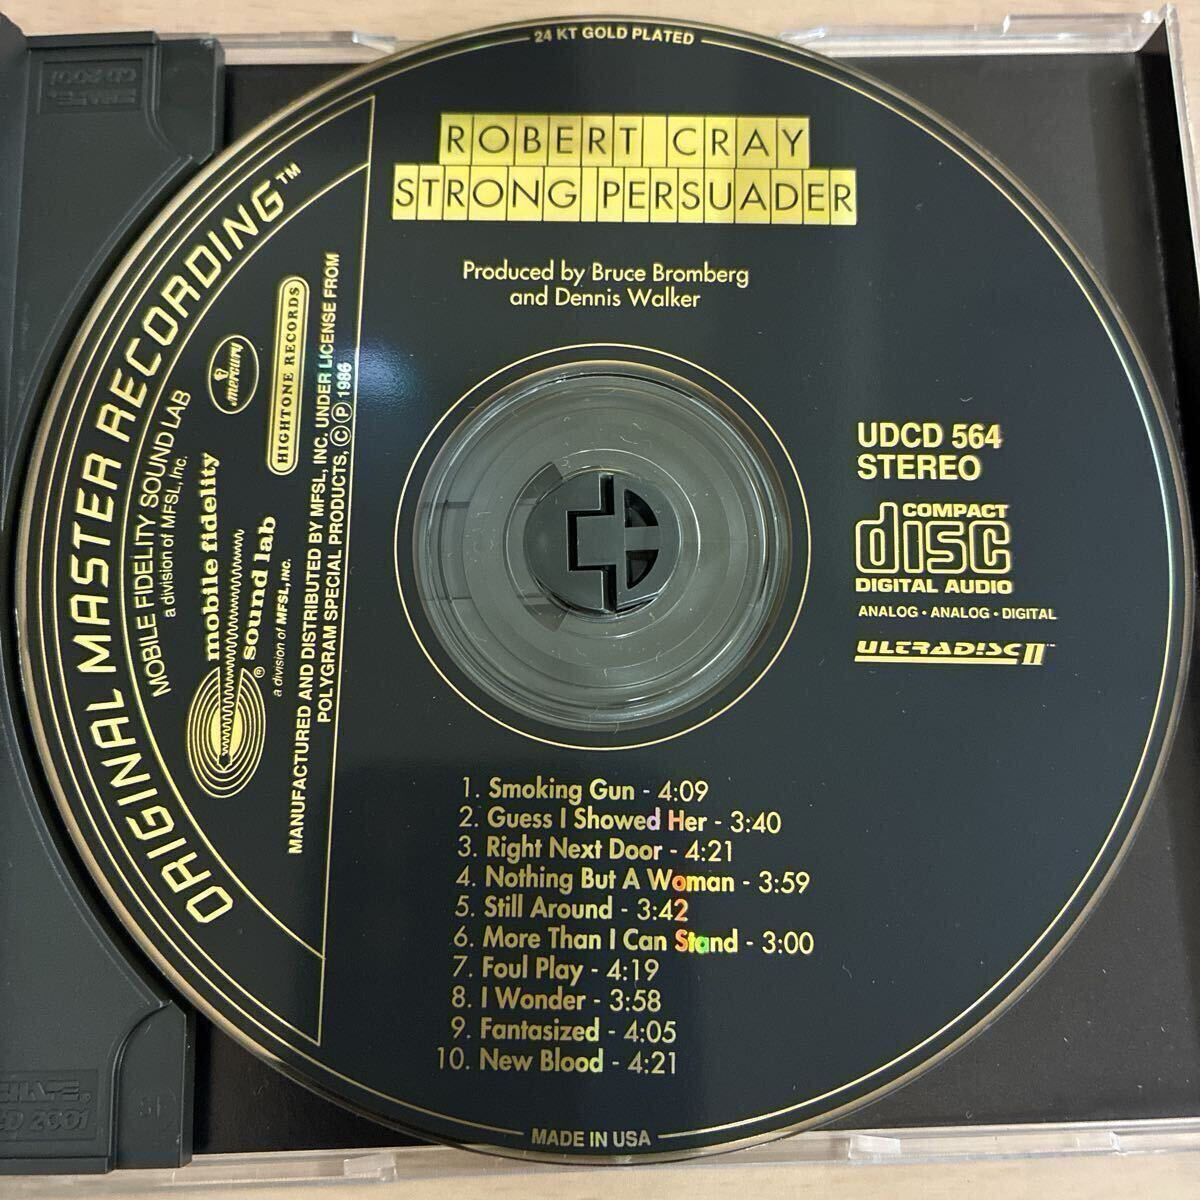 24 KT GOLD PLATED
ROBERT CRAY
STRONG PERSUADER
Produced by Bruce Bromberg
and Dennis Walker
ORIGINAL MASTER RECORDING™
MOBILE FIDELITY SOUND LAB
a division of MFSL, Inc.
mobile fidelity
sound lab
®
a division of MFSL, INC.
mercury
HIGHTONE RECORDS
MANUFACTURED AND DISTRIBUTED BY MFSL, INC. UNDER LICENSE FROM
POLYGRAM SPECIAL PRODUCTS, Ⓒ Ⓟ 1986
UDCD 564
STEREO
COMPACT
disc
DIGITAL AUDIO
ANALOG • ANALOG • DIGITAL
ULTRADISC II™
1. Smoking Gun - 4:09
2. Guess I Showed Her - 3:40
3. Right Next Door - 4:21
4. Nothing But A Woman - 3:59
5. Still Around - 3:42
6. More Than I Can Stand - 3:00
7. Foul Play - 4:19
8. I Wonder - 3:58
9. Fantasized - 4:05
10. New Blood - 4:21
MADE IN USA